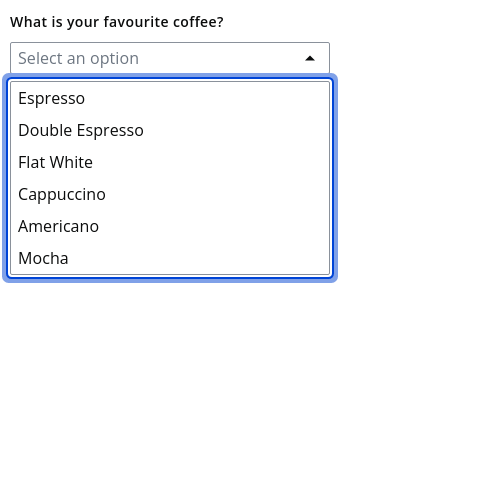 What is your favourite coffee?
Select an option
Espresso
Double Espresso
Flat White
Cappuccino
Americano
Mocha